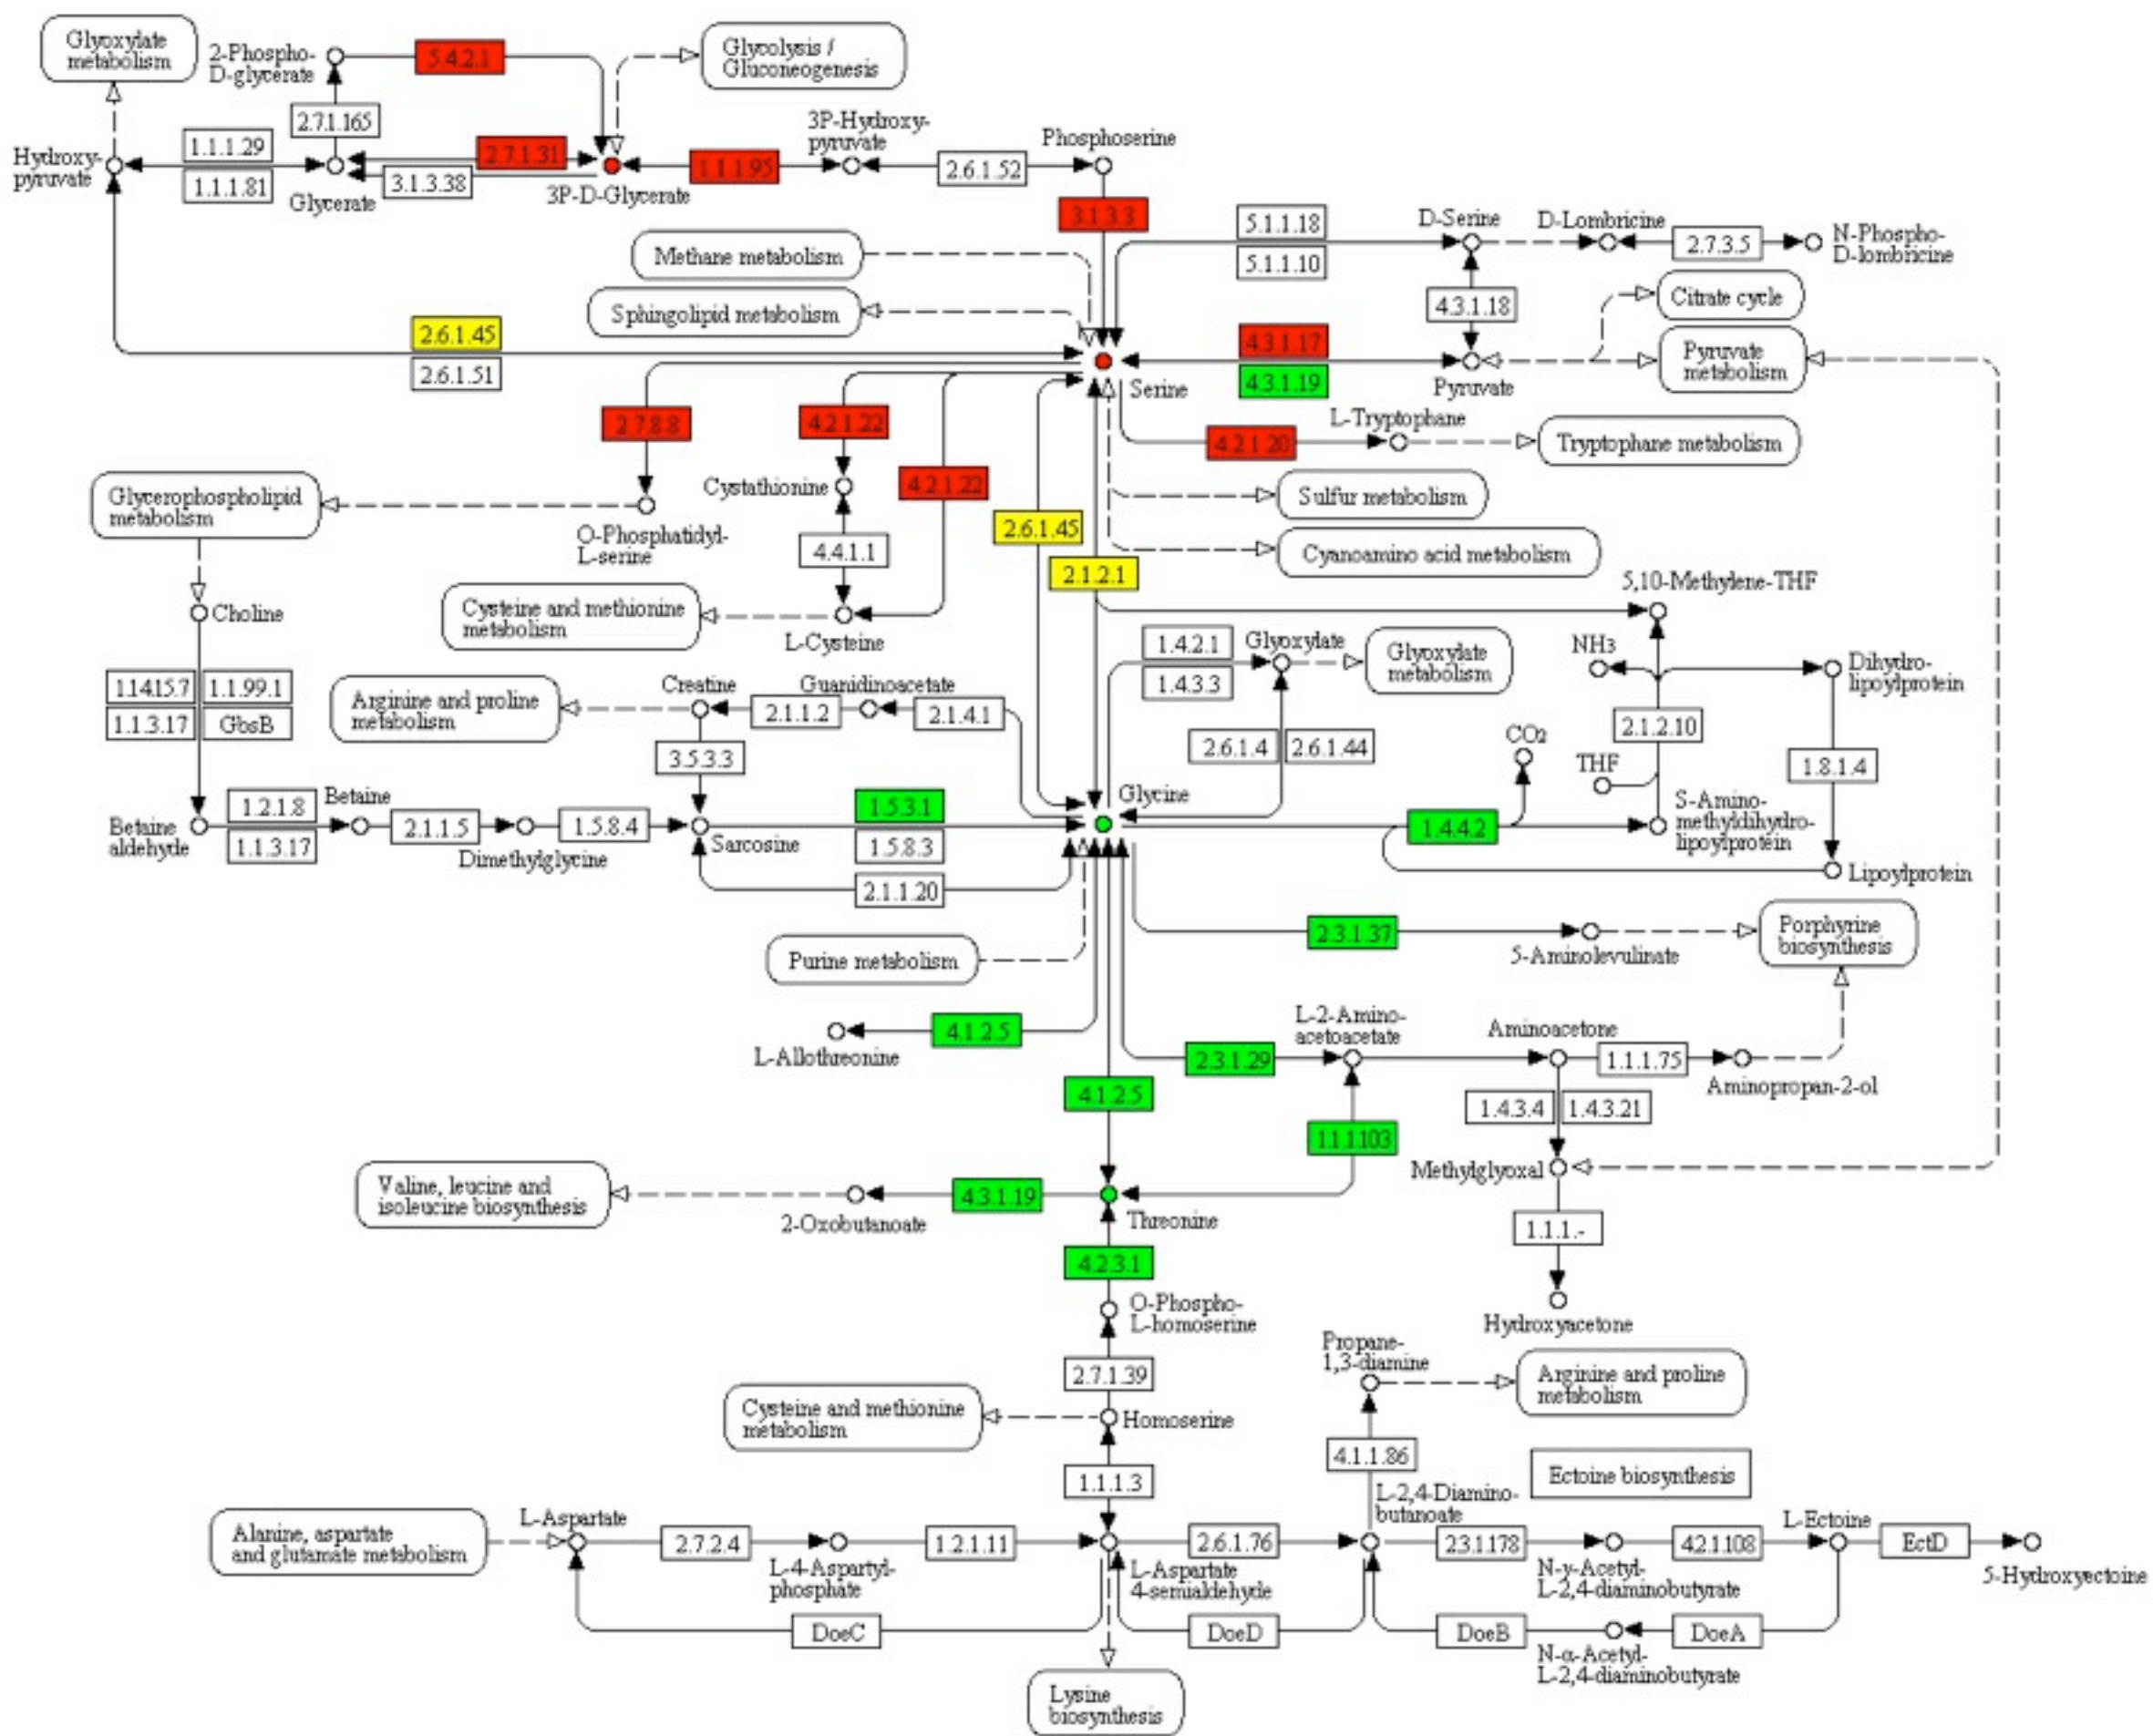 Glyoxylate
metabolism
2-Phospho-
D-glycerate
5.4.2.1
Glycolysis /
Gluconeogenesis
2.7.1.165
3P-Hydroxy-
pyruvate
Phosphoserine
Hydroxy-
pyruvate
1.1.1.29
1.1.1.81
Glycerate
2.7.1.31
3.1.3.38
3P-D-Glycerate
1.1.1.95
2.6.1.52
3.1.3.3
Methane metabolism
Sphingolipid metabolism
5.1.1.18
5.1.1.10
D-Serine
D-Lombricine
2.7.3.5
N-Phospho-
D-lombricine
4.3.1.18
Citrate cycle
2.6.1.45
2.6.1.51
Serine
4.3.1.17
4.3.1.19
Pyruvate
Pyruvate
metabolism
2.7.8.8
4.2.1.22
4.2.1.22
4.2.1.20
L-Tryptophane
Tryptophane metabolism
Glycerophospholipid
metabolism
Cystathionine
Sulfur metabolism
O-Phosphatidyl-
L-serine
4.4.1.1
2.6.1.45
2.1.2.1
Cyanoamino acid metabolism
Choline
Cysteine and methionine
metabolism
L-Cysteine
5,10-Methylene-THF
1.14.15.7
1.1.99.1
1.1.3.17
GbsB
Arginine and proline
metabolism
Creatine
2.1.1.2
Guanidinoacetate
2.1.4.1
1.4.2.1
1.4.3.3
Glyoxylate
Glyoxylate
metabolism
NH3
Dihydro-
lipoylprotein
3.5.3.3
2.6.1.4
2.6.1.44
CO2
THF
2.1.2.10
1.8.1.4
Betaine
aldehyde
1.2.1.8
1.1.3.17
Betaine
2.1.1.5
Dimethylglycine
1.5.8.4
Sarcosine
1.5.3.1
1.5.8.3
2.1.1.20
Glycine
1.4.4.2
S-Amino-
methyldihydro-
lipoylprotein
Lipoylprotein
Purine metabolism
2.3.1.37
5-Aminolevulinate
Porphyrine
biosynthesis
L-Allothreonine
4.1.2.5
4.1.2.5
2.3.1.29
L-2-Amino-
acetoacetate
Aminoacetone
1.1.1.75
Aminopropan-2-ol
1.1.1.103
1.4.3.4
1.4.3.21
Methylglyoxal
Valine, leucine and
isoleucine biosynthesis
2-Oxobutanoate
4.3.1.19
Threonine
1.1.1.-
4.2.3.1
O-Phospho-
L-homoserine
Hydroxyacetone
2.7.1.39
Propane-
1,3-diamine
Arginine and proline
metabolism
Cysteine and methionine
metabolism
Homoserine
1.1.1.3
4.1.1.86
Ectoine biosynthesis
Alanine, aspartate
and glutamate metabolism
L-Aspartate
2.7.2.4
L-4-Aspartyl-
phosphate
1.2.1.11
L-Aspartate
4-semialdehyde
2.6.1.76
L-2,4-Diamino-
butanoate
2.3.1.178
N-γ-Acetyl-
L-2,4-diaminobutyrate
4.2.1.108
L-Ectoine
EctD
5-Hydroxyectoine
DoeC
DoeD
DoeB
N-α-Acetyl-
L-2,4-diaminobutyrate
DoeA
Lysine
biosynthesis